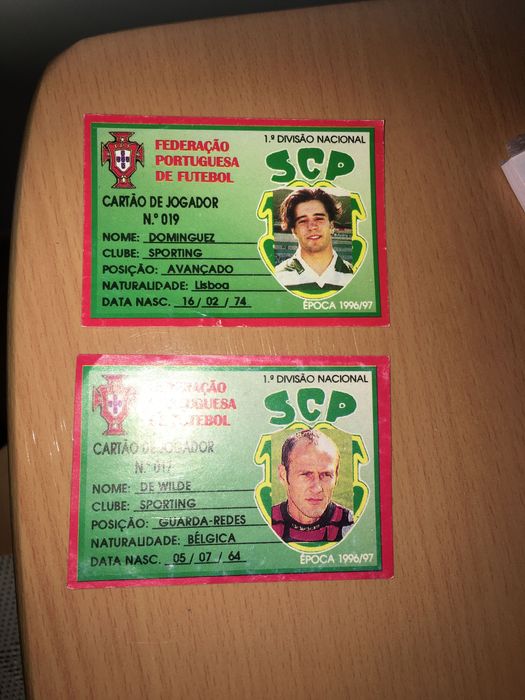 FEDERAÇÃO
PORTUGUESA
DE FUTEBOL
1.ª DIVISÃO NACIONAL
SCP
CARTÃO DE JOGADOR
N.º 019
NOME: DOMINGUEZ
CLUBE: SPORTING
POSIÇÃO: AVANÇADO
NATURALIDADE: Lisboa
DATA NASC. 16 / 02 / 74
ÉPOCA 1996/97
FEDERAÇÃO
PORTUGUESA
DE FUTEBOL
1.ª DIVISÃO NACIONAL
SCP
CARTÃO DE JOGADOR
N.º 017
NOME: DE WILDE
CLUBE: SPORTING
POSIÇÃO: GUARDA-REDES
NATURALIDADE: BÉLGICA
DATA NASC. 05 / 07 / 64
ÉPOCA 1996/97